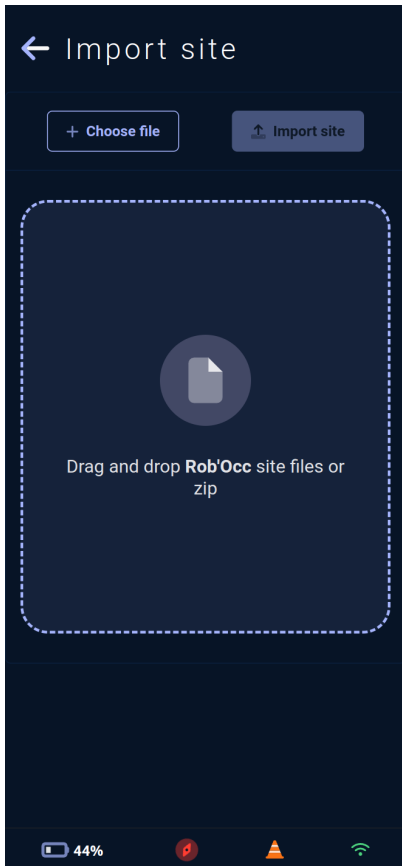 Import site
Choose file
Import site
Drag and drop Rob'Occ site files or
zip
44%